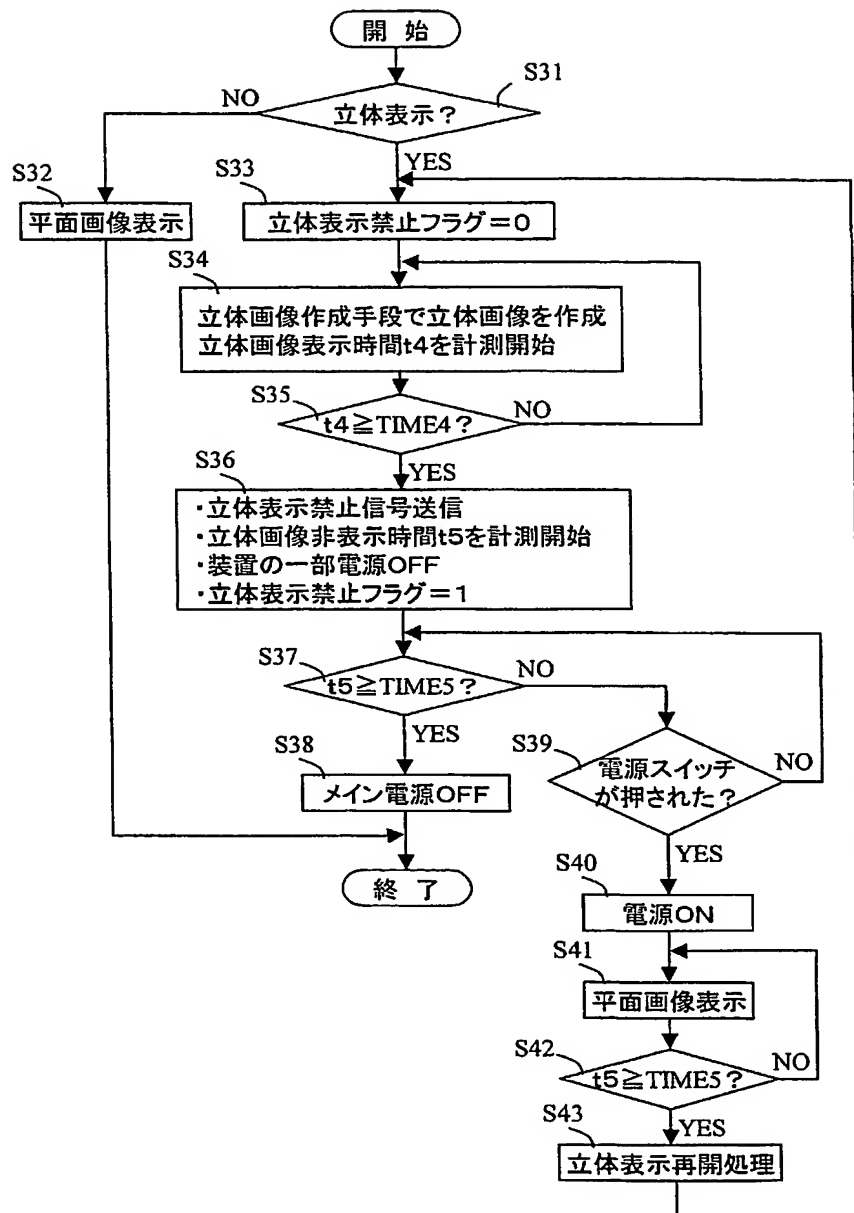 開 始
S31
立体表示?
NO
YES
S32
平面画像表示
S33
立体表示禁止フラグ=0
S34
立体画像作成手段で立体画像を作成
立体画像表示時間t4を計測開始
S35
t4≧TIME4?
NO
YES
S36
・立体表示禁止信号送信
・立体画像非表示時間t5を計測開始
・装置の一部電源OFF
・立体表示禁止フラグ=1
S37
t5≧TIME5?
NO
YES
S38
メイン電源OFF
終 了
S39
電源スイッチ
が押された?
NO
YES
S40
電源ON
S41
平面画像表示
S42
t5≧TIME5?
NO
YES
S43
立体表示再開処理